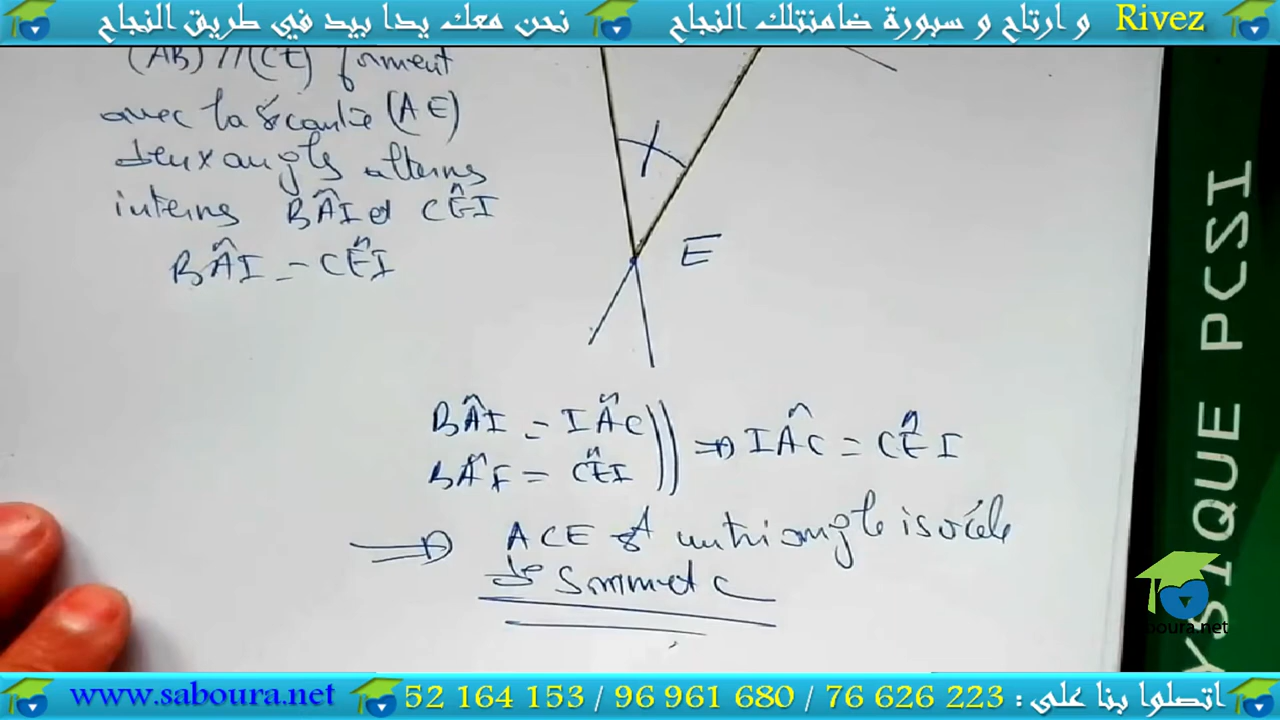 نحن معك يدا بيد في طريق النجاح و ارتاح و سبورة ضامنتلك النجاح Rivez
(AB) // (CE) forment
avec la sécante (AE)
deux angls alterns
interns BÂI et CÊI
BÂI = CÊI
E
BÂI = IÂC
BÂI = CÊI
=> IÂC = CÊI
=> ACE est un triangle isocèle
de sommet C
PHYSIQUE PCSI
saboura.net
www.saboura.net 52 164 153 / 96 961 680 / 76 626 223 : اتصلوا بنا على